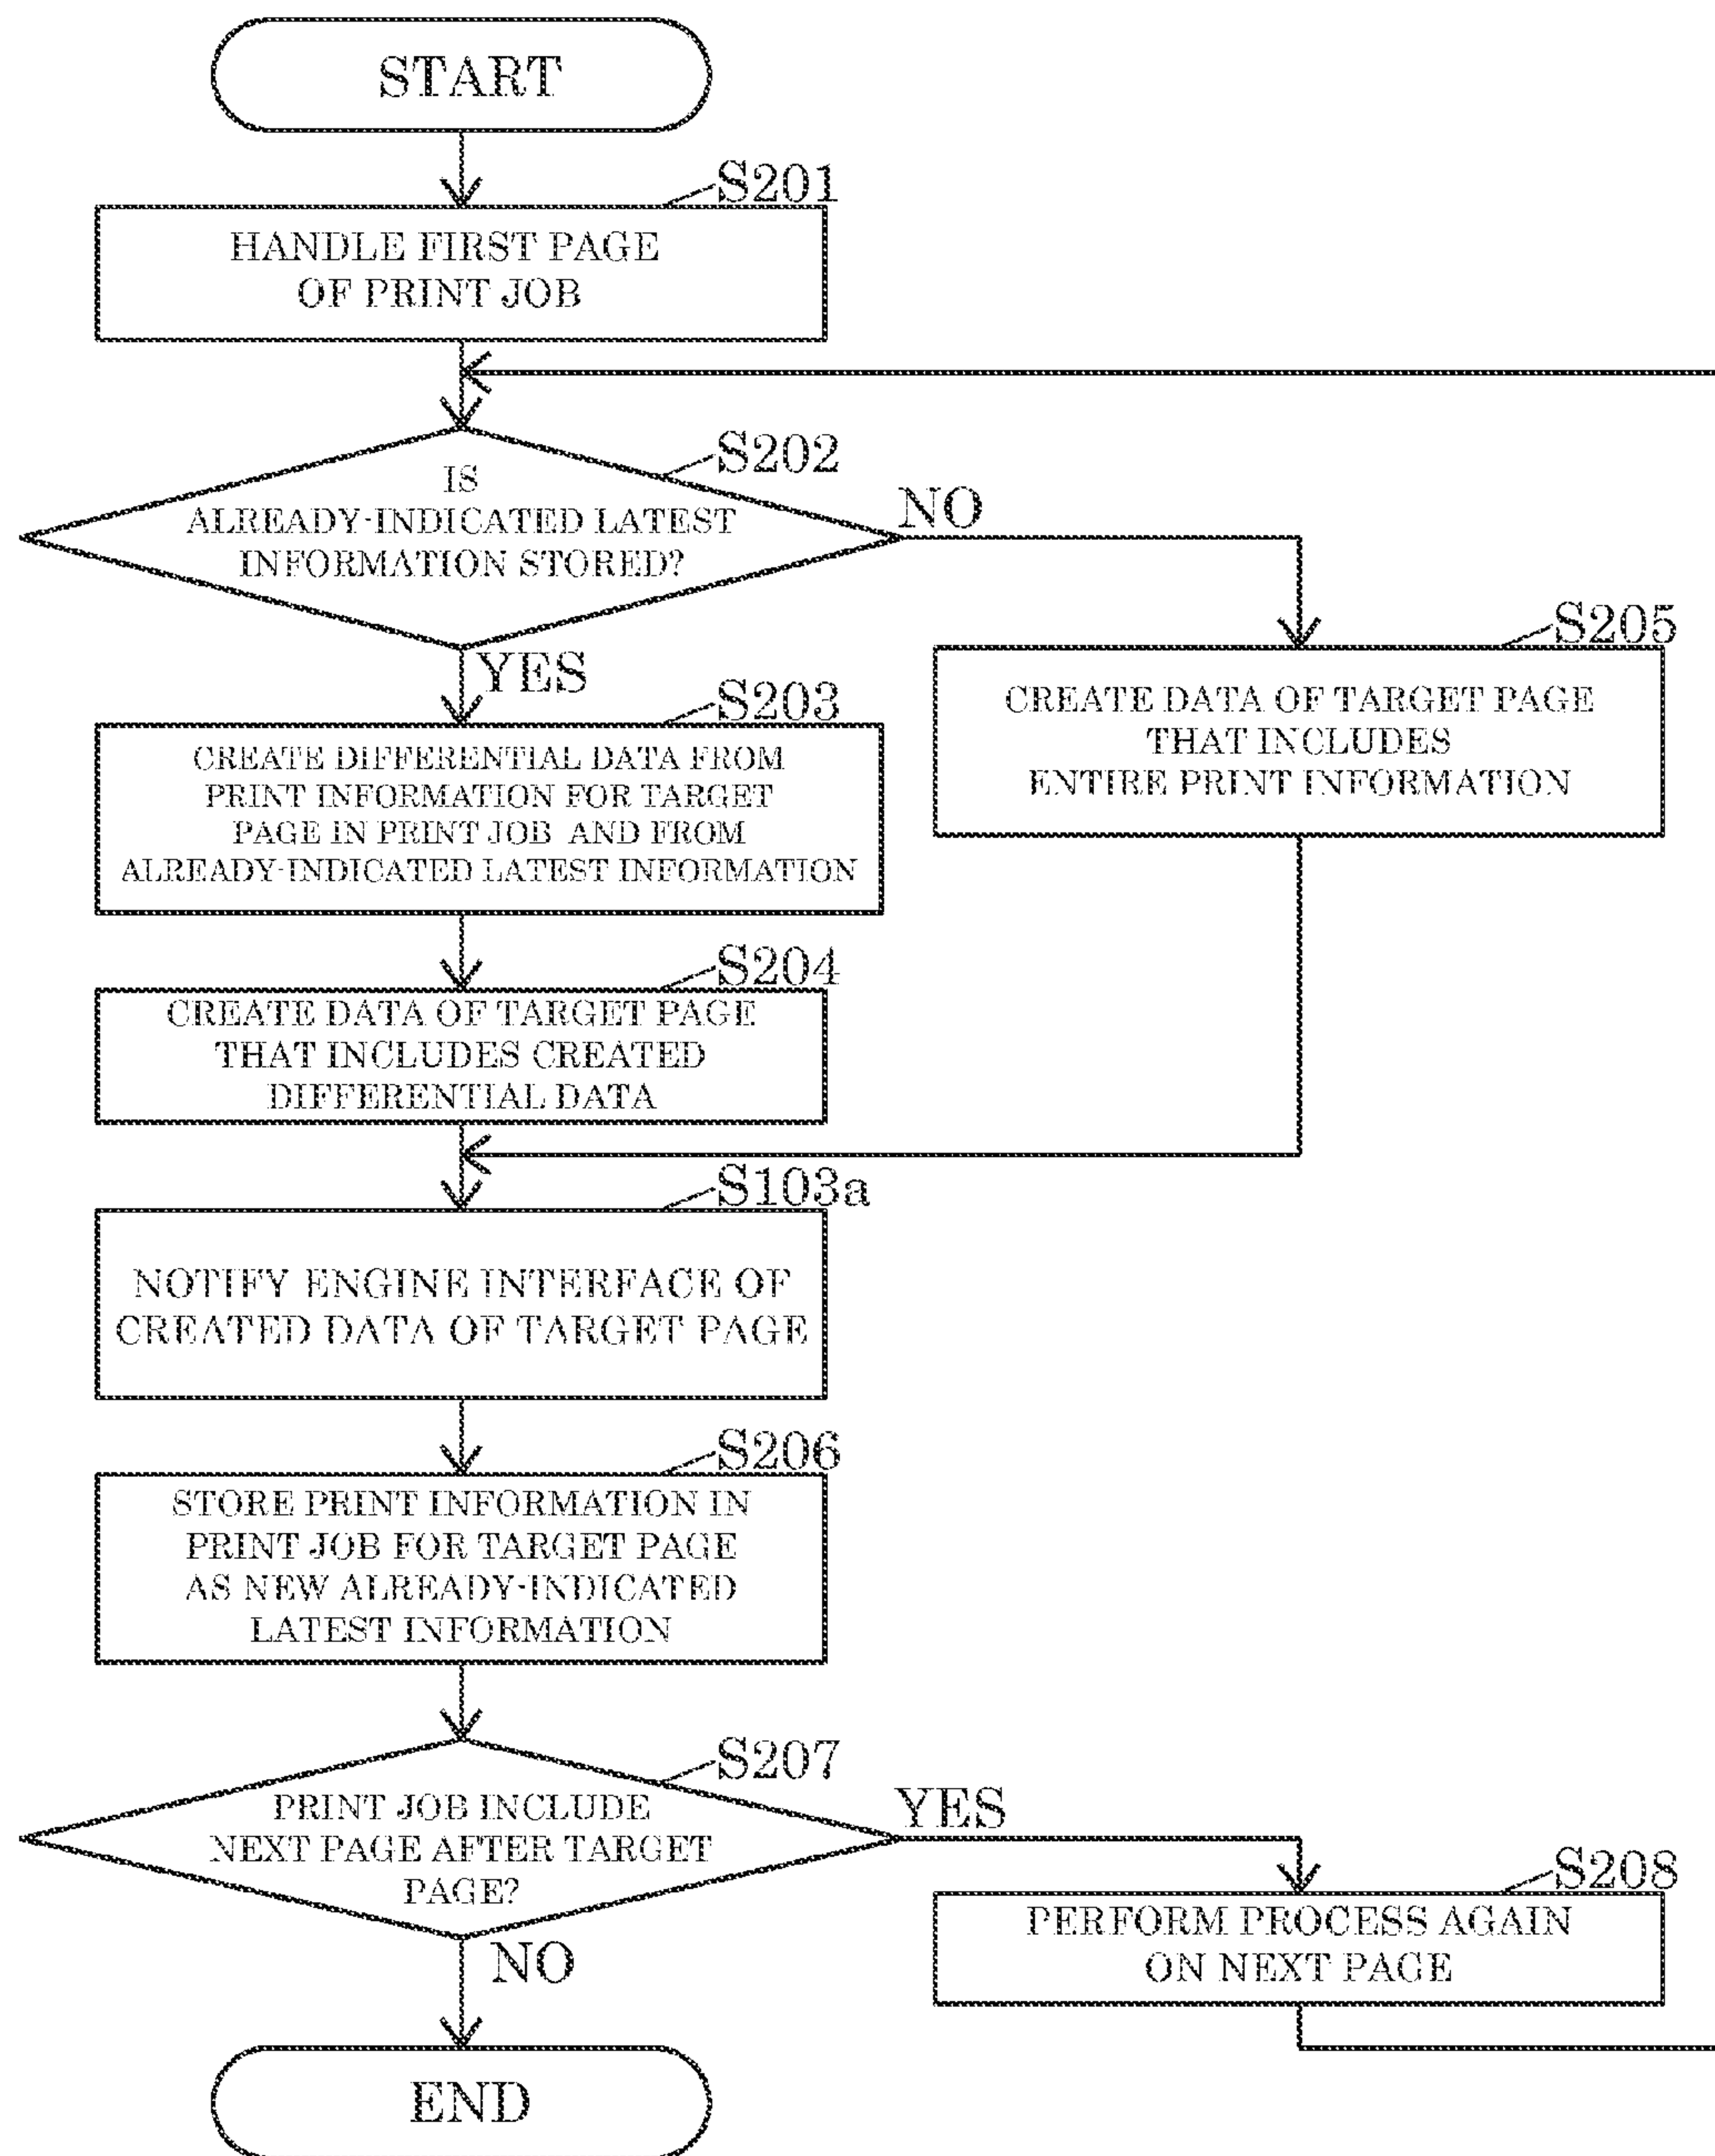 START
S201
HANDLE FIRST PAGE
OF PRINT JOB
S202
IS
ALREADY-INDICATED LATEST
INFORMATION STORED?
NO
YES
S205
CREATE DATA OF TARGET PAGE
THAT INCLUDES
ENTIRE PRINT INFORMATION
S203
CREATE DIFFERENTIAL DATA FROM
PRINT INFORMATION FOR TARGET
PAGE IN PRINT JOB AND FROM
ALREADY-INDICATED LATEST INFORMATION
S204
CREATE DATA OF TARGET PAGE
THAT INCLUDES CREATED
DIFFERENTIAL DATA
S103a
NOTIFY ENGINE INTERFACE OF
CREATED DATA OF TARGET PAGE
S206
STORE PRINT INFORMATION IN
PRINT JOB FOR TARGET PAGE
AS NEW ALREADY-INDICATED
LATEST INFORMATION
S207
PRINT JOB INCLUDE
NEXT PAGE AFTER TARGET
PAGE?
YES
NO
S208
PERFORM PROCESS AGAIN
ON NEXT PAGE
END